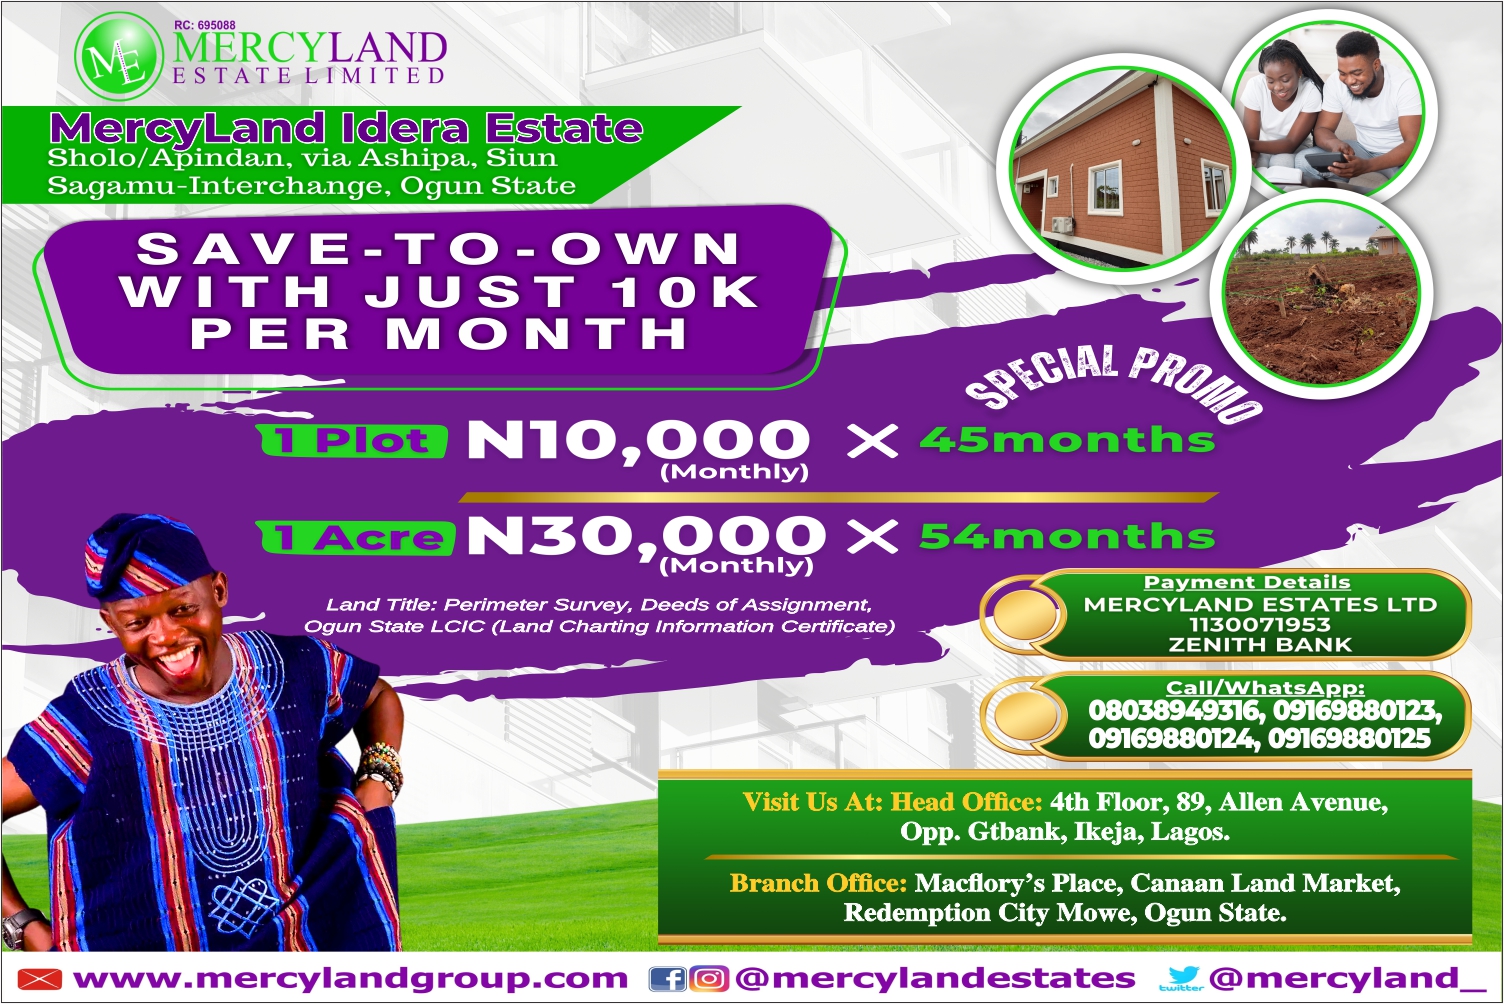 RC: 695088
ME
MERCYLAND
ESTATE LIMITED
MercyLand Idera Estate
Sholo/Apindan, via Ashipa, Siun
Sagamu-Interchange, Ogun State
SAVE-TO-OWN
WITH JUST 10K
PER MONTH
SPECIAL PROMO
1 Plot N10,000 X 45months
(Monthly)
1 Acre N30,000 X 54months
(Monthly)
Land Title: Perimeter Survey, Deeds of Assignment,
Ogun State LCIC (Land Charting Information Certificate)
Payment Details
MERCYLAND ESTATES LTD
1130071953
ZENITH BANK
Call/WhatsApp:
08038949316, 09169880123,
09169880124, 09169880125
Visit Us At: Head Office: 4th Floor, 89, Allen Avenue,
Opp. Gtbank, Ikeja, Lagos.
Branch Office: Macflory's Place, Canaan Land Market,
Redemption City Mowe, Ogun State.
www.mercylandgroup.com @mercylandestates twitter @mercyland_